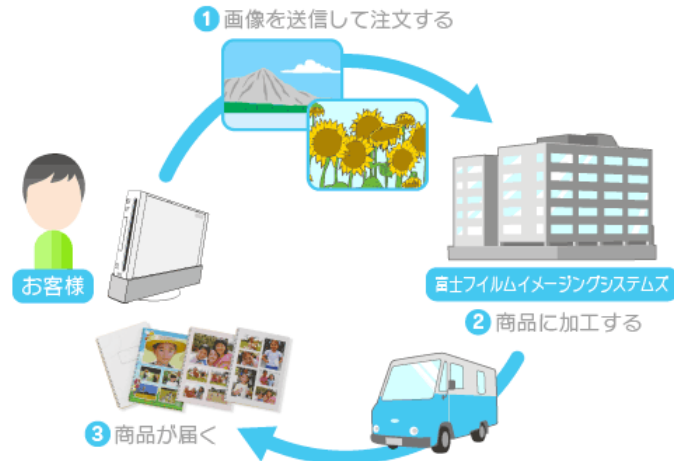 1 画像を送信して注文する
お客様
富士フイルムイメージングシステムズ
2 商品に加工する
3 商品が届く